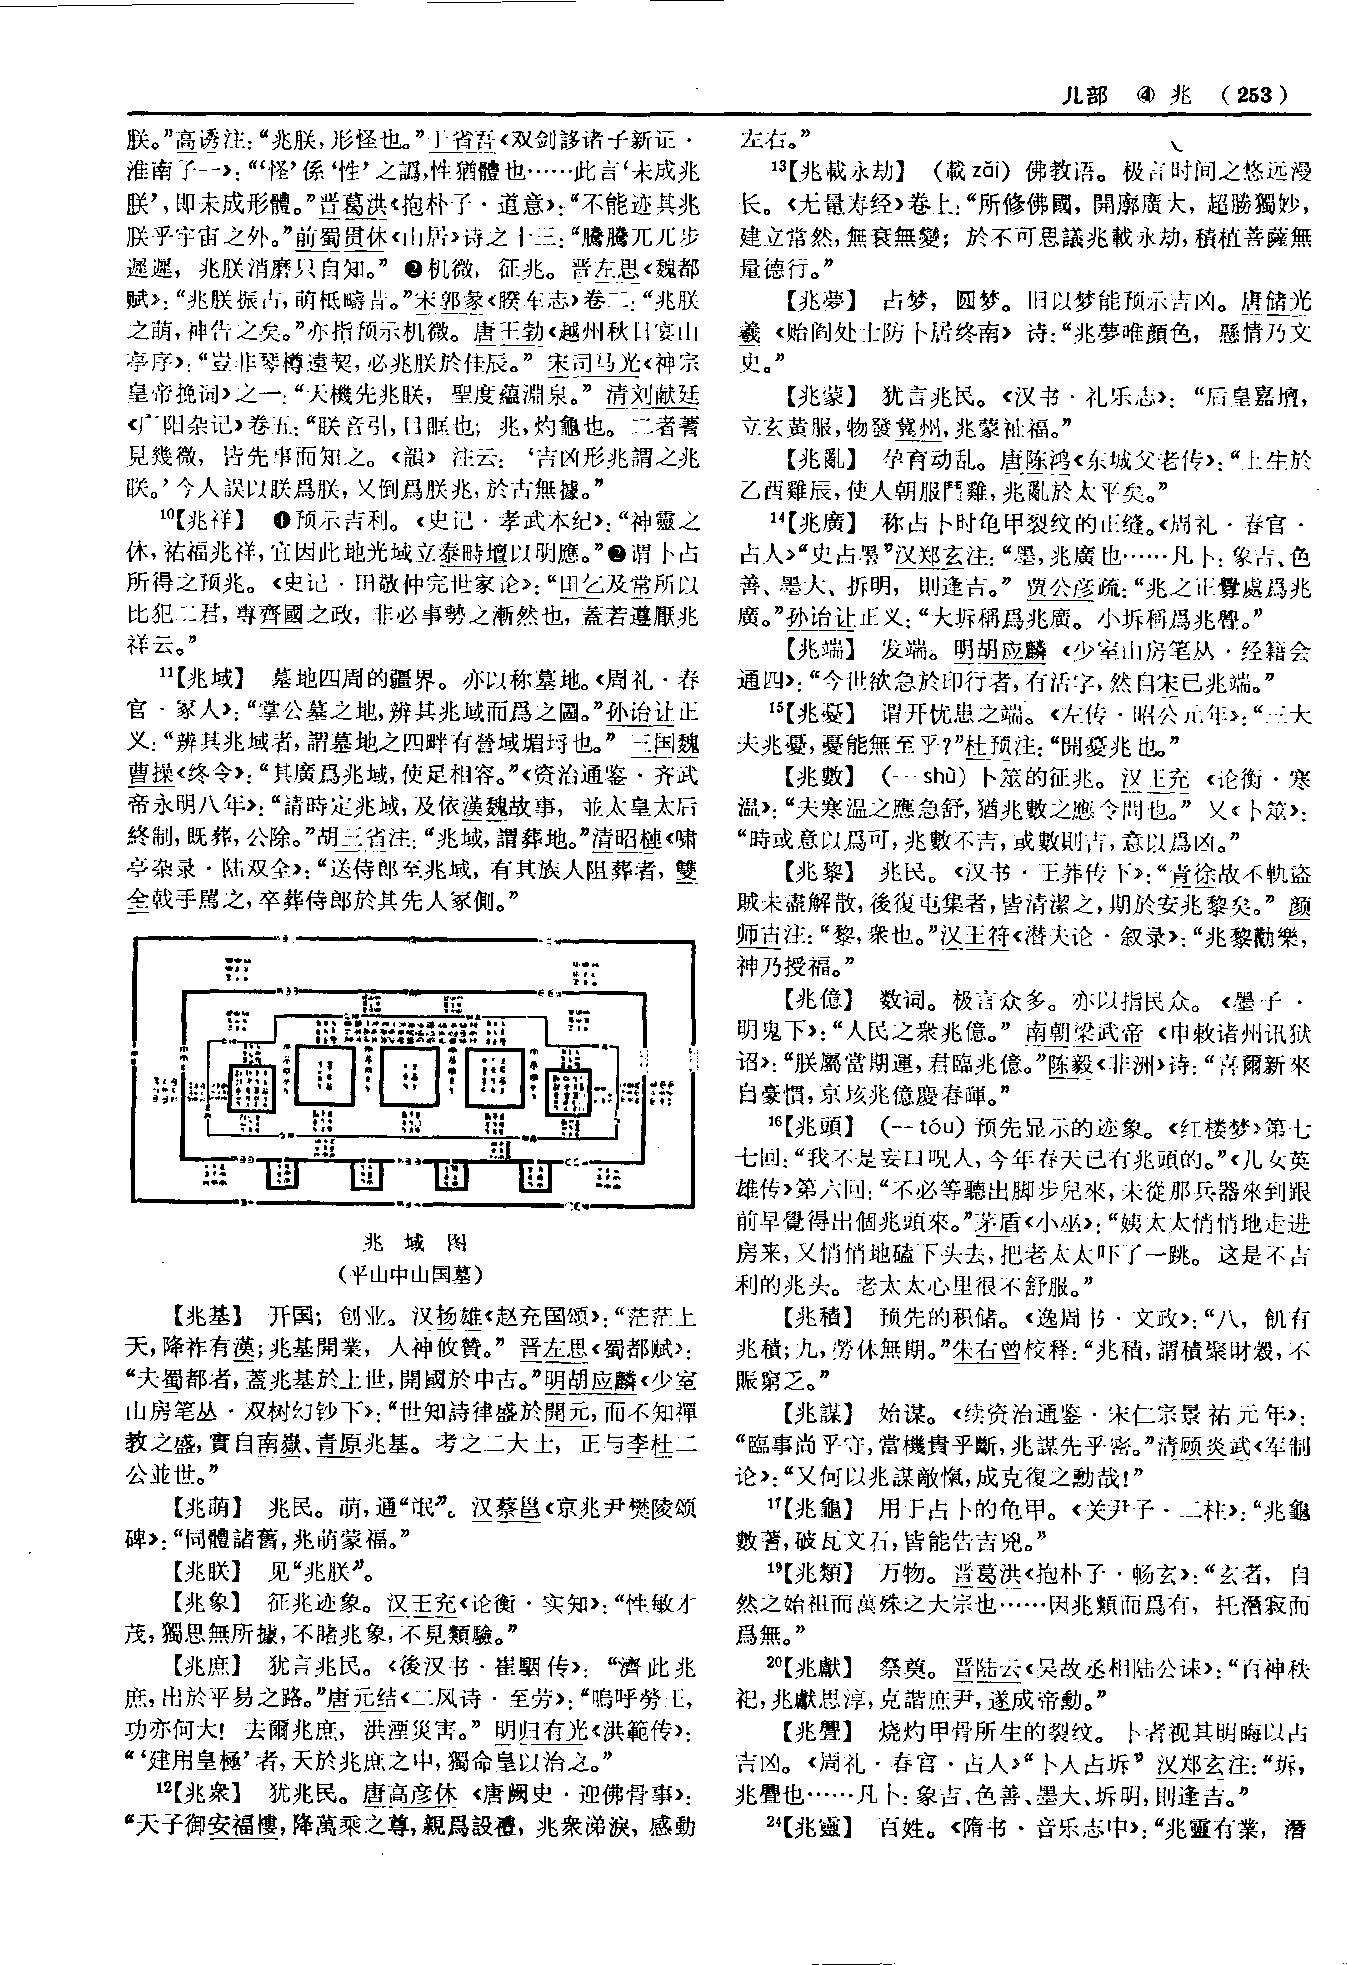 儿部 ④ 兆 （253）
朕。”高诱注：“兆朕，形怪也。”于省吾《双剑誃诸子新证·
淮南子一》：“‘怪’係‘性’之譌，性猶體也……此言‘未成兆
朕’，即未成形體。”晋葛洪《抱朴子·道意》：“不能迹其兆
朕乎宇宙之外。”前蜀贯休《山居》诗之十三：“騰騰兀兀步
遲遲，兆朕消磨只自知。”❷机微，征兆。晋左思《魏都
赋》：“兆朕振古，萌柢疇昔。”宋郭彖《睽车志》卷二：“兆朕
之萌，神告之矣。”亦指预示机微。唐王勃《越州秋日宴山
亭序》：“豈非琴樽遠契，必兆朕於佳辰。”宋司马光《神宗
皇帝挽词》之一：“天機先兆朕，聖度藴淵泉。”清刘献廷
《广阳杂记》卷五：“眹音引，目眶也；兆，灼龜也。二者蓍
見幾微，皆先事而知之。《韻》注云：‘吉凶形兆謂之兆
眹。’今人誤以眹爲朕，又倒爲朕兆，於古無據。”
10【兆祥】 ❶预示吉利。《史记·孝武本纪》：“神靈之
休，祐福兆祥，宜因此地光域立泰畤壇以明應。”❷谓卜占
所得之预兆。《史记·田敬仲完世家论》：“田乞及常所以
比犯二君，專齊國之政，非必事勢之漸然也，蓋若遵厭兆
祥云。”
11【兆域】 墓地四周的疆界。亦以称墓地。《周礼·春
官·冢人》：“掌公墓之地，辨其兆域而爲之圖。”孙诒让正
义：“辨其兆域者，謂墓地之四畔有營域堳埒也。”三国魏
曹操《终令》：“其廣爲兆域，使足相容。”《资治通鉴·齐武
帝永明八年》：“請時定兆域，及依漢魏故事，並太皇太后
終制，既葬，公除。”胡三省注：“兆域，謂葬地。”清昭槤《啸
亭杂录·陆双全》：“送侍郎至兆域，有其族人阻葬者，雙
全戟手駡之，卒葬侍郎於其先人冢側。”
兆 域 图
（平山中山国墓）
【兆基】 开国；创业。汉扬雄《赵充国颂》：“茫茫上
天，降祚有漢；兆基開業，人神攸贊。”晋左思《蜀都赋》：
“夫蜀都者，蓋兆基於上世，開國於中古。”明胡应麟《少室
山房笔丛·双树幻钞下》：“世知詩律盛於開元，而不知禪
教之盛，實自南嶽、青原兆基。考之二大士，正与李杜二
公並世。”
【兆萌】 兆民。萌，通“氓”。汉蔡邕《京兆尹樊陵颂
碑》：“同體諸舊，兆萌蒙福。”
【兆眹】 见“兆朕”。
【兆象】 征兆迹象。汉王充《论衡·实知》：“性敏才
茂，獨思無所據，不睹兆象，不見類驗。”
【兆庶】 犹言兆民。《後汉书·崔駰传》：“濟此兆
庶，出於平易之路。”唐元结《二风诗·至劳》：“嗚呼勞王，
功亦何大！去爾兆庶，洪湮災害。”明归有光《洪範传》：
“‘建用皇極’者，天於兆庶之中，獨命皇以治之。”
12【兆衆】 犹兆民。唐高彦休《唐阙史·迎佛骨事》：
“天子御安福樓，降萬乘之尊，親爲設禮，兆衆涕淚，感動
左右。”
13【兆載永劫】 （載zǎi）佛教语。极言时间之悠远漫
长。《无量寿经》卷上：“所修佛國，開廓廣大，超勝獨妙，
建立常然，無衰無變；於不可思議兆載永劫，積植菩薩無
量德行。”
【兆夢】 占梦，圆梦。旧以梦能预示吉凶。唐储光
羲《贻阎处士防卜居终南》诗：“兆夢唯顏色，懸情乃文
史。”
【兆蒙】 犹言兆民。《汉书·礼乐志》：“后皇嘉壇，
立玄黄服，物發冀州，兆蒙祉福。”
【兆亂】 孕育动乱。唐陈鸿《东城父老传》：“上生於
乙酉雞辰，使人朝服鬥雞，兆亂於太平矣。”
14【兆廣】 称占卜时龟甲裂纹的正缝。《周礼·春官·
占人》“史占墨”汉郑玄注：“墨，兆廣也……凡卜：象吉、色
善、墨大、坼明，則逢吉。”贾公彦疏：“兆之正舋處爲兆
廣。”孙诒让正义：“大坼稱爲兆廣。小坼稱爲兆舋。”
【兆端】 发端。明胡应麟《少室山房笔丛·经籍会
通四》：“今世欲急於印行者，有活字，然自宋已兆端。”
15【兆憂】 谓开忧患之端。《左传·昭公元年》：“三大
夫兆憂，憂能無至乎？”杜预注：“開憂兆也。”
【兆數】 （—shù）卜筮的征兆。汉王充《论衡·寒
温》：“夫寒温之應急舒，猶兆數之應令問也。”又《卜筮》：
“時或意以爲可，兆數不吉，或數則吉，意以爲凶。”
【兆黎】 兆民。《汉书·王莽传下》：“青徐故不軌盜
賊未盡解散，後復屯集者，皆清潔之，期於安兆黎矣。”颜
师古注：“黎，衆也。”汉王符《潜夫论·叙录》：“兆黎勸樂，
神乃授福。”
【兆億】 数词。极言众多。亦以指民众。《墨子·
明鬼下》：“人民之衆兆億。”南朝梁武帝《申敕诸州讯狱
诏》：“朕屬當期運，君臨兆億。”陈毅《非洲》诗：“喜爾新來
自豪慣，京垓兆億慶春暉。”
16【兆頭】 （—tóu）预先显示的迹象。《红楼梦》第七
七回：“我不是妄口呪人，今年春天已有兆頭的。”《儿女英
雄传》第六回：“不必等聽出脚步兒來，未從那兵器來到跟
前早覺得出個兆頭來。”茅盾《小巫》：“姨太太悄悄地走进
房来，又悄悄地磕下头去，把老太太吓了一跳。这是不吉
利的兆头。老太太心里很不舒服。”
【兆積】 预先的积储。《逸周书·文政》：“八，飢有
兆積；九，勞休無期。”朱右曾校释：“兆積，謂積聚財穀，不
賑窮乏。”
【兆謀】 始谋。《续资治通鉴·宋仁宗景祐元年》：
“臨事尚乎守，當機貴乎斷，兆謀先乎密。”清顾炎武《军制
论》：“又何以兆謀敵愾，成克復之勳哉！”
17【兆龜】 用于占卜的龟甲。《关尹子·二柱》：“兆龜
數蓍，破瓦文石，皆能告吉兇。”
19【兆類】 万物。晋葛洪《抱朴子·畅玄》：“玄者，自
然之始祖而萬殊之大宗也……因兆類而爲有，托潛寂而
爲無。”
20【兆獻】 祭奠。晋陆云《吴故丞相陆公诔》：“百神秩
祀，兆獻思淳，克諧庶尹，遂成帝勳。”
【兆舋】 烧灼甲骨所生的裂纹。卜者视其明晦以占
吉凶。《周礼·春官·占人》“卜人占坼”汉郑玄注：“坼，
兆舋也……凡卜：象吉、色善、墨大、坼明，則逢吉。”
24【兆靈】 百姓。《隋书·音乐志中》：“兆靈有業，潛